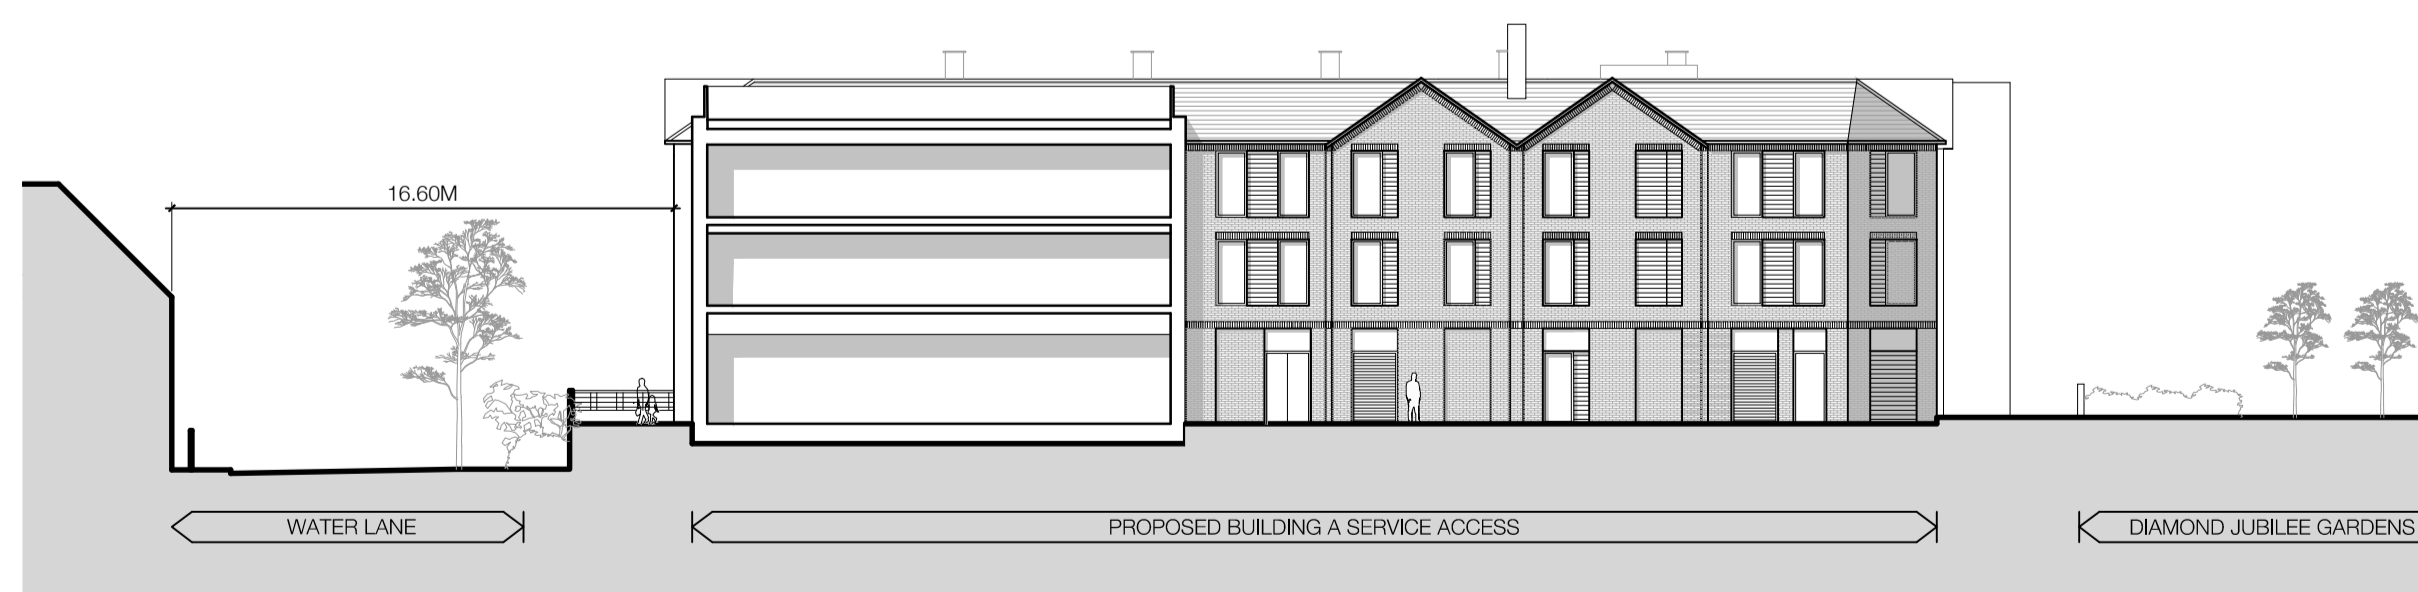 16.60M
WATER LANE
PROPOSED BUILDING A SERVICE ACCESS
DIAMOND JUBILEE GARDENS